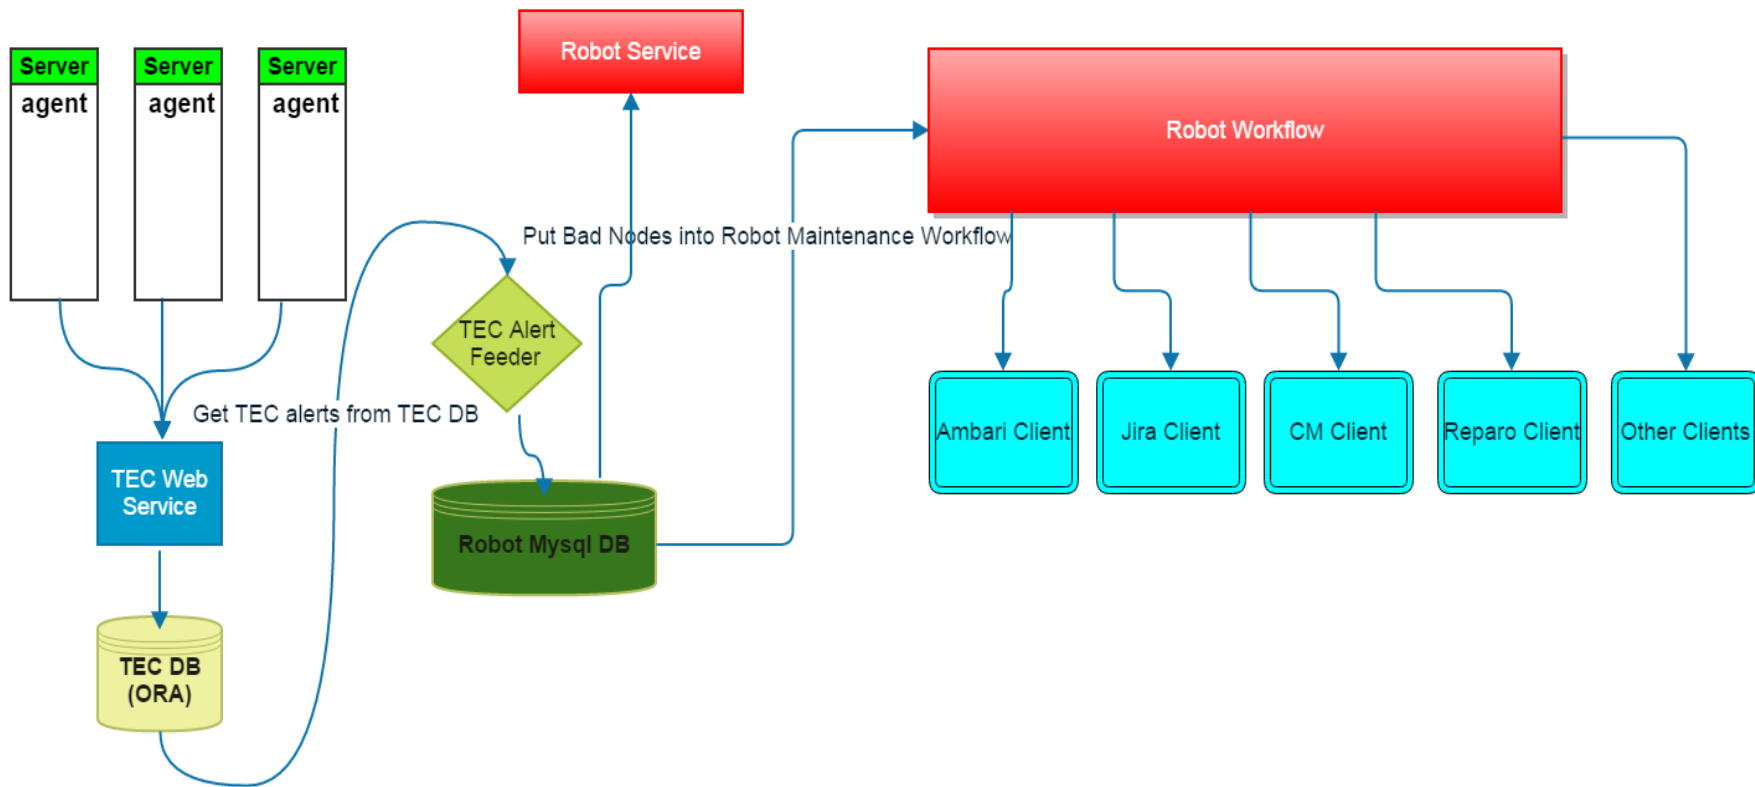 Server
agent
Server
agent
Server
agent
Robot Service
Robot Workflow
Put Bad Nodes into Robot Maintenance Workflow
TEC Alert
Feeder
Get TEC alerts from TEC DB
Ambari Client
Jira Client
CM Client
Reparo Client
Other Clients
TEC Web
Service
Robot Mysql DB
TEC DB
(ORA)